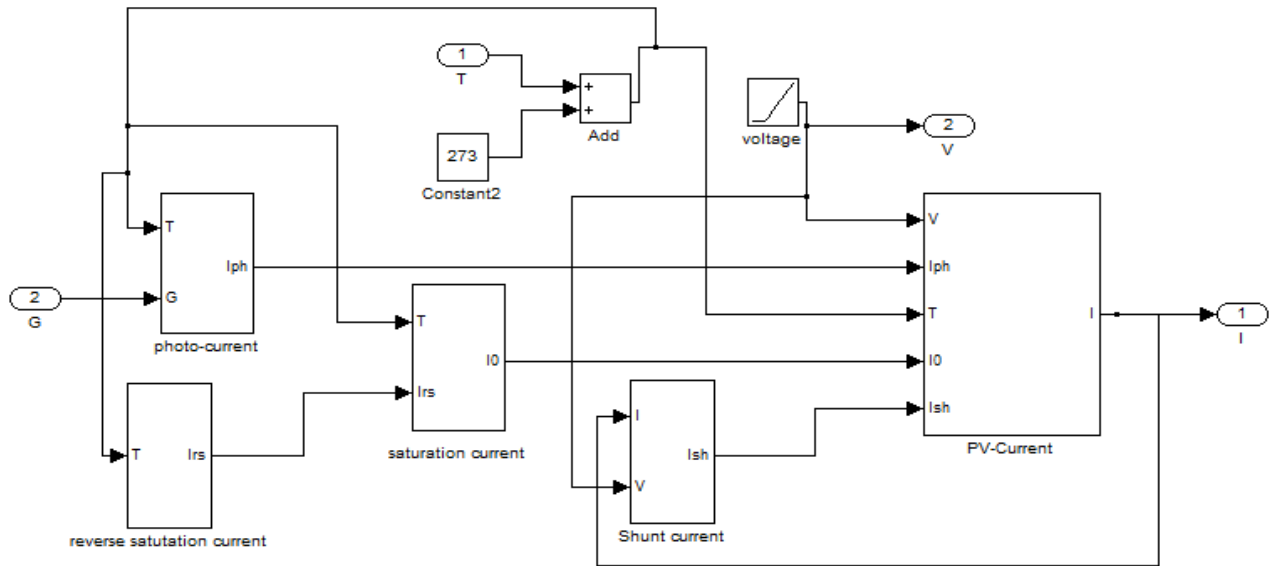 1
T
+
+
Add
273
Constant2
voltage
2
V
T
G
Iph
photo-current
2
G
T
Irs
I0
saturation current
T
Irs
reverse satutation current
I
V
Ish
Shunt current
V
Iph
T
I0
Ish
I
PV-Current
1
I